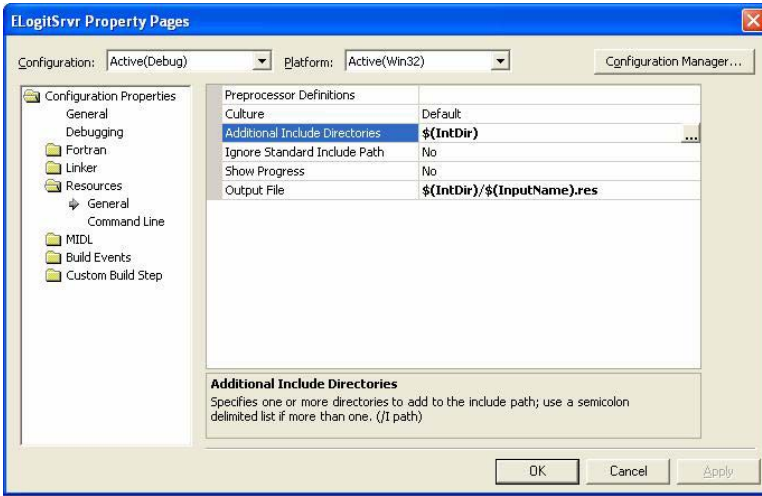 ELogitSrvr Property Pages
Configuration: Active(Debug) Platform: Active(Win32) Configuration Manager...
Configuration Properties
General
Debugging
Fortran
Linker
Resources
General
Command Line
MIDL
Build Events
Custom Build Step
Preprocessor Definitions
Culture Default
Additional Include Directories $(IntDir) ...
Ignore Standard Include Path No
Show Progress No
Output File $(IntDir)/$(InputName).res
Additional Include Directories
Specifies one or more directories to add to the include path; use a semicolon
delimited list if more than one. (/I path)
OK Cancel Apply